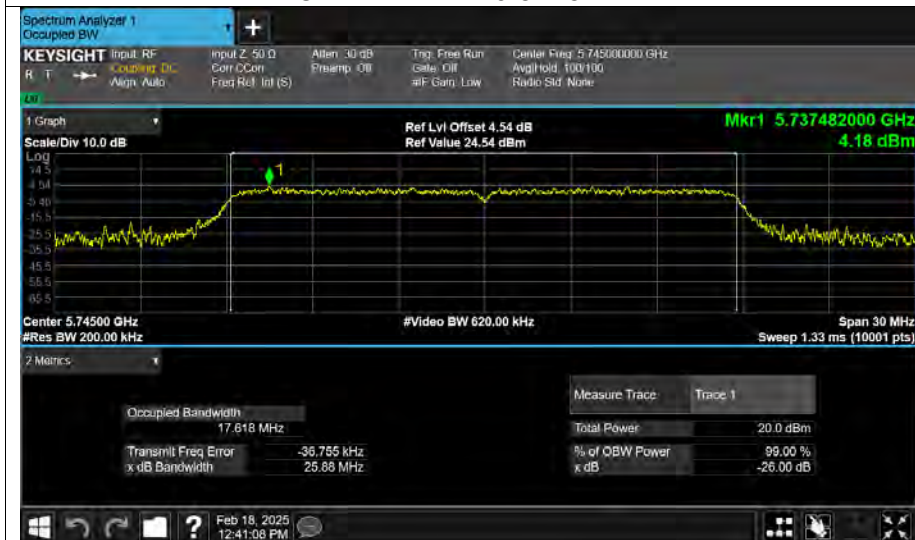 Spectrum Analyzer 1
Occupied BW
+
KEYSIGHT Input: RF Input Z: 50 Ω Atten: 30 dB Trig: Free Run Center Freq: 5.745000000 GHz
R T Coupling: DC Corr CCorr Preamp: Off Gate: Off Avg|Hold: 100/100
Align: Auto Freq Ref: Int (S) #IF Gain: Low Radio Std: None
1 Graph
Ref Lvl Offset 4.54 dB
Mkr1 5.737482000 GHz
Scale/Div 10.0 dB
Ref Value 24.54 dBm
4.18 dBm
Log
14.5
1
4.54
-5.46
-15.5
-25.5
-35.5
-45.5
-55.5
-65.5
Center 5.74500 GHz
#Video BW 620.00 kHz
Span 30 MHz
#Res BW 200.00 kHz
Sweep 1.33 ms (10001 pts)
2 Metrics
Measure Trace Trace 1
Occupied Bandwidth
17.618 MHz
Total Power 20.0 dBm
Transmit Freq Error -36.755 kHz
% of OBW Power 99.00 %
x dB Bandwidth 25.88 MHz
x dB -26.00 dB
?
Feb 18, 2025
12:41:08 PM